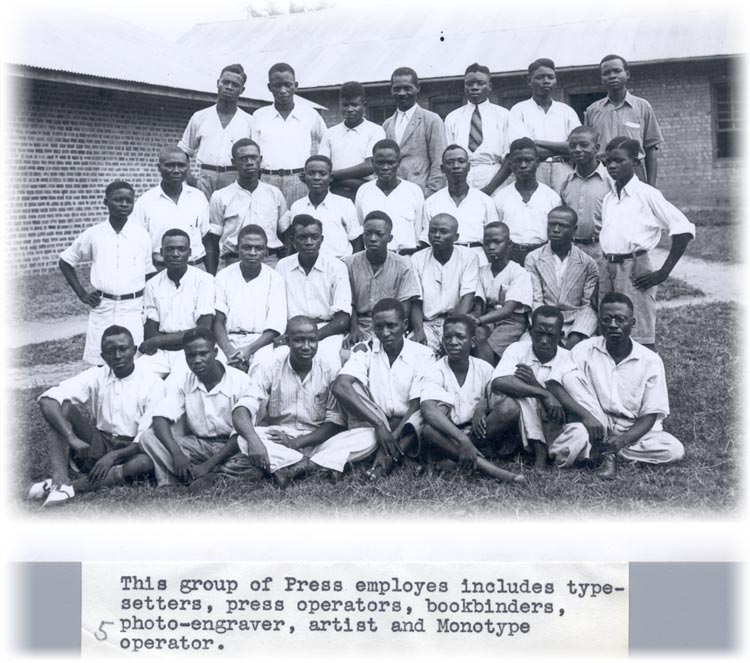 This group of Press employes includes type-
setters, press operators, bookbinders,
5 photo-engraver, artist and Monotype
operator.